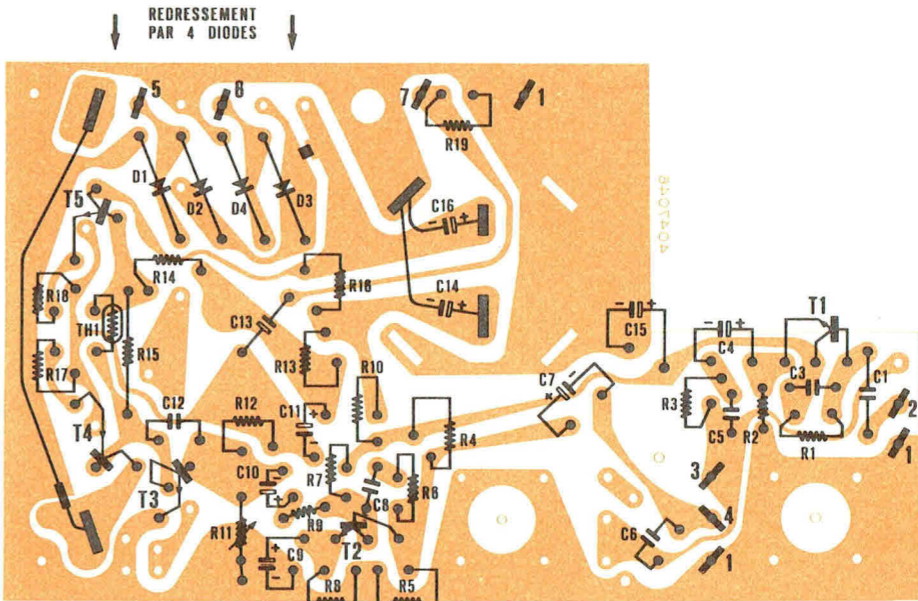 REDRESSEMENT
PAR 4 DIODES
5
6
7
1
R19
D1
D2
D4
D3
T5
C16
8407404
R14
R16
R18
C14
TH1
C13
C15
T1
C4
R15
R13
R10
C7
C3
C1
R17
R3
2
C12
R12
C11
R4
C5
R2
R1
1
T4
C10
R7
R6
3
T3
C8
R9
4
R11
T2
C6
C9
1
R8
R5